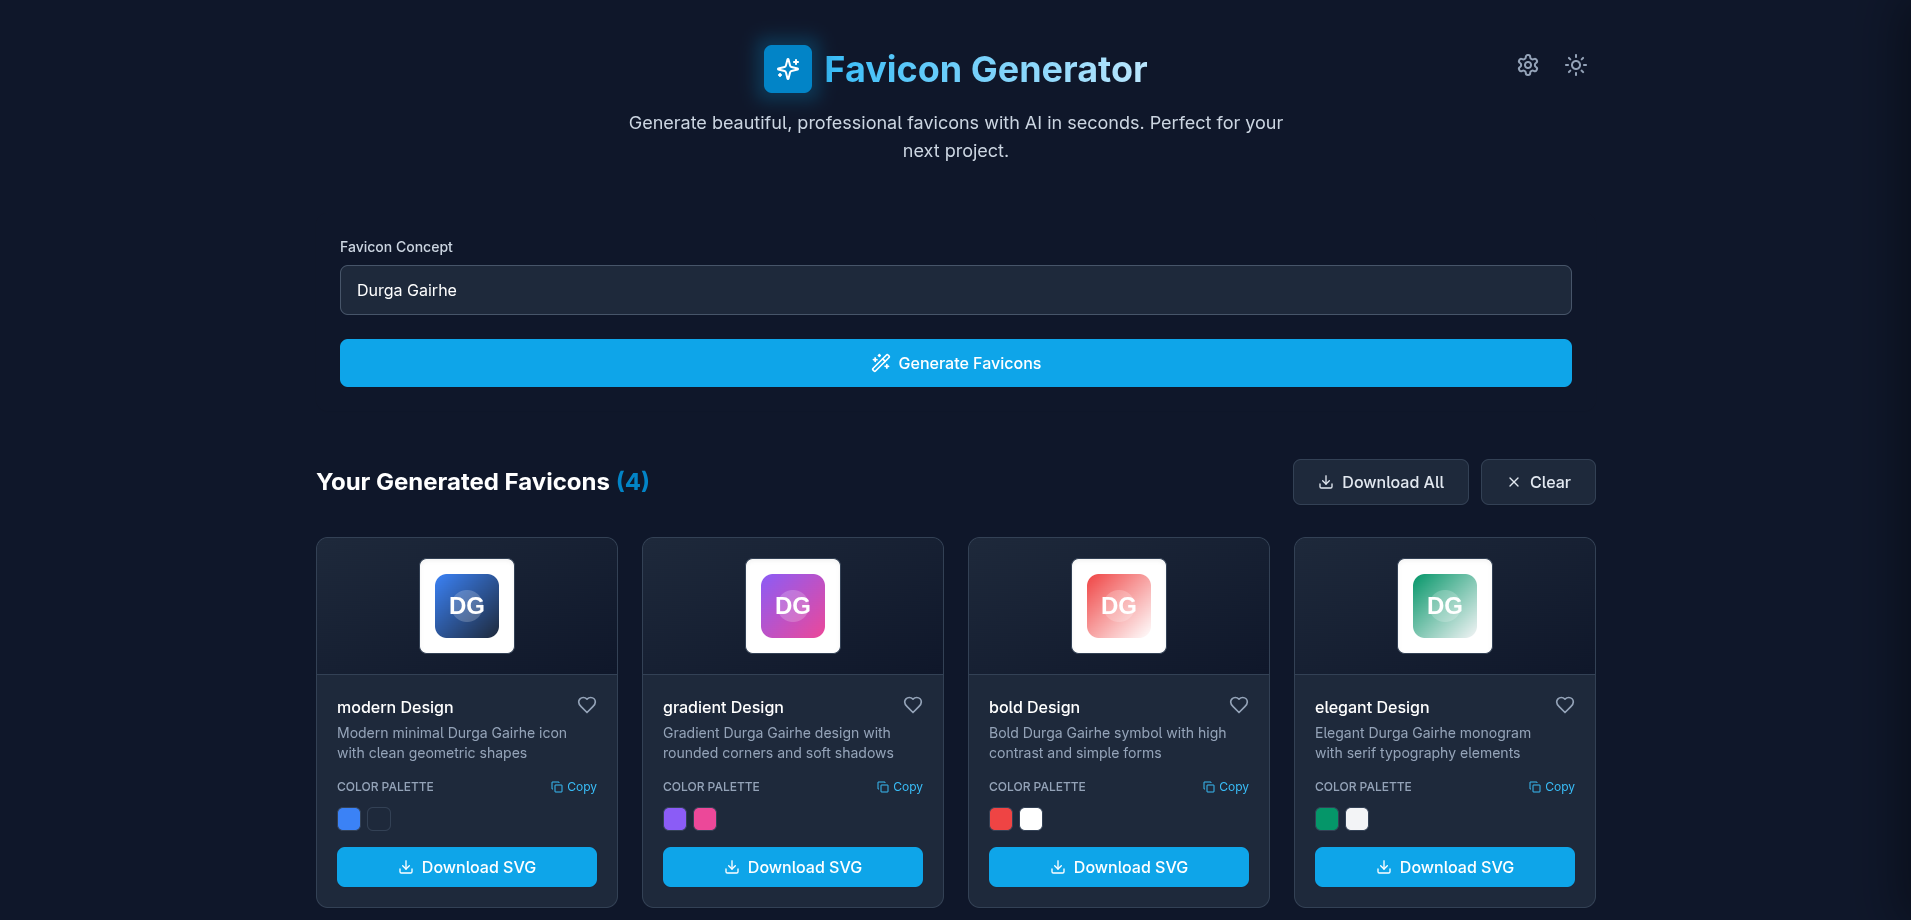 Favicon Generator
Generate beautiful, professional favicons with AI in seconds. Perfect for your
next project.
Favicon Concept
Durga Gairhe
Generate Favicons
Your Generated Favicons (4)
Download All
Clear
DG
modern Design
Modern minimal Durga Gairhe icon
with clean geometric shapes
COLOR PALETTE
Copy
Download SVG
DG
gradient Design
Gradient Durga Gairhe design with
rounded corners and soft shadows
COLOR PALETTE
Copy
Download SVG
DG
bold Design
Bold Durga Gairhe symbol with high
contrast and simple forms
COLOR PALETTE
Copy
Download SVG
DG
elegant Design
Elegant Durga Gairhe monogram
with serif typography elements
COLOR PALETTE
Copy
Download SVG